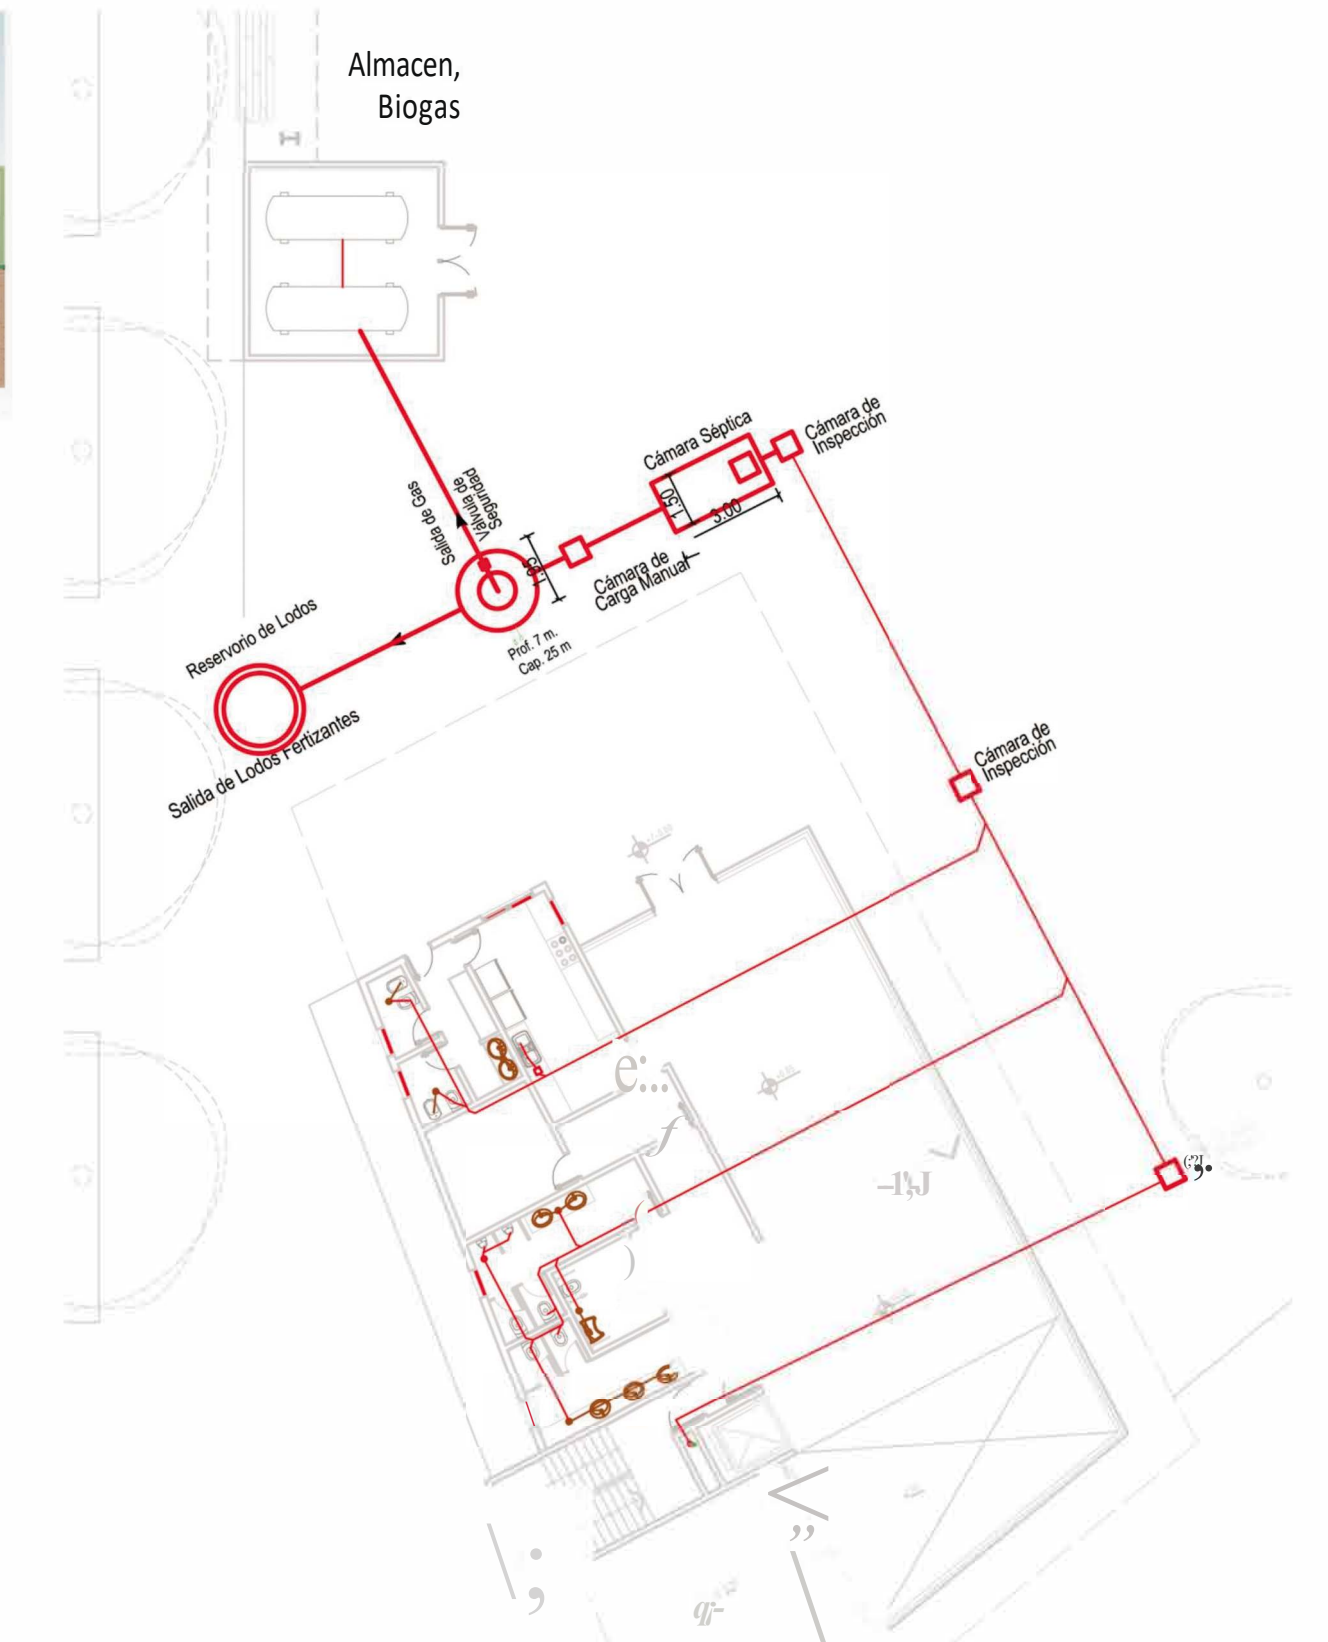 Almacen,
Biogas
Cámara de
Inspección
Cámara Séptica
1.50
3.00
Válvula de
Seguridad
Salida de Gas
1.95
Cámara de
Carga Manual
Prof. 7 m.
Cap. 25 m
Reservorio de Lodos
Salida de Lodos Fertizantes
Cámara de
Inspección
e:...
f